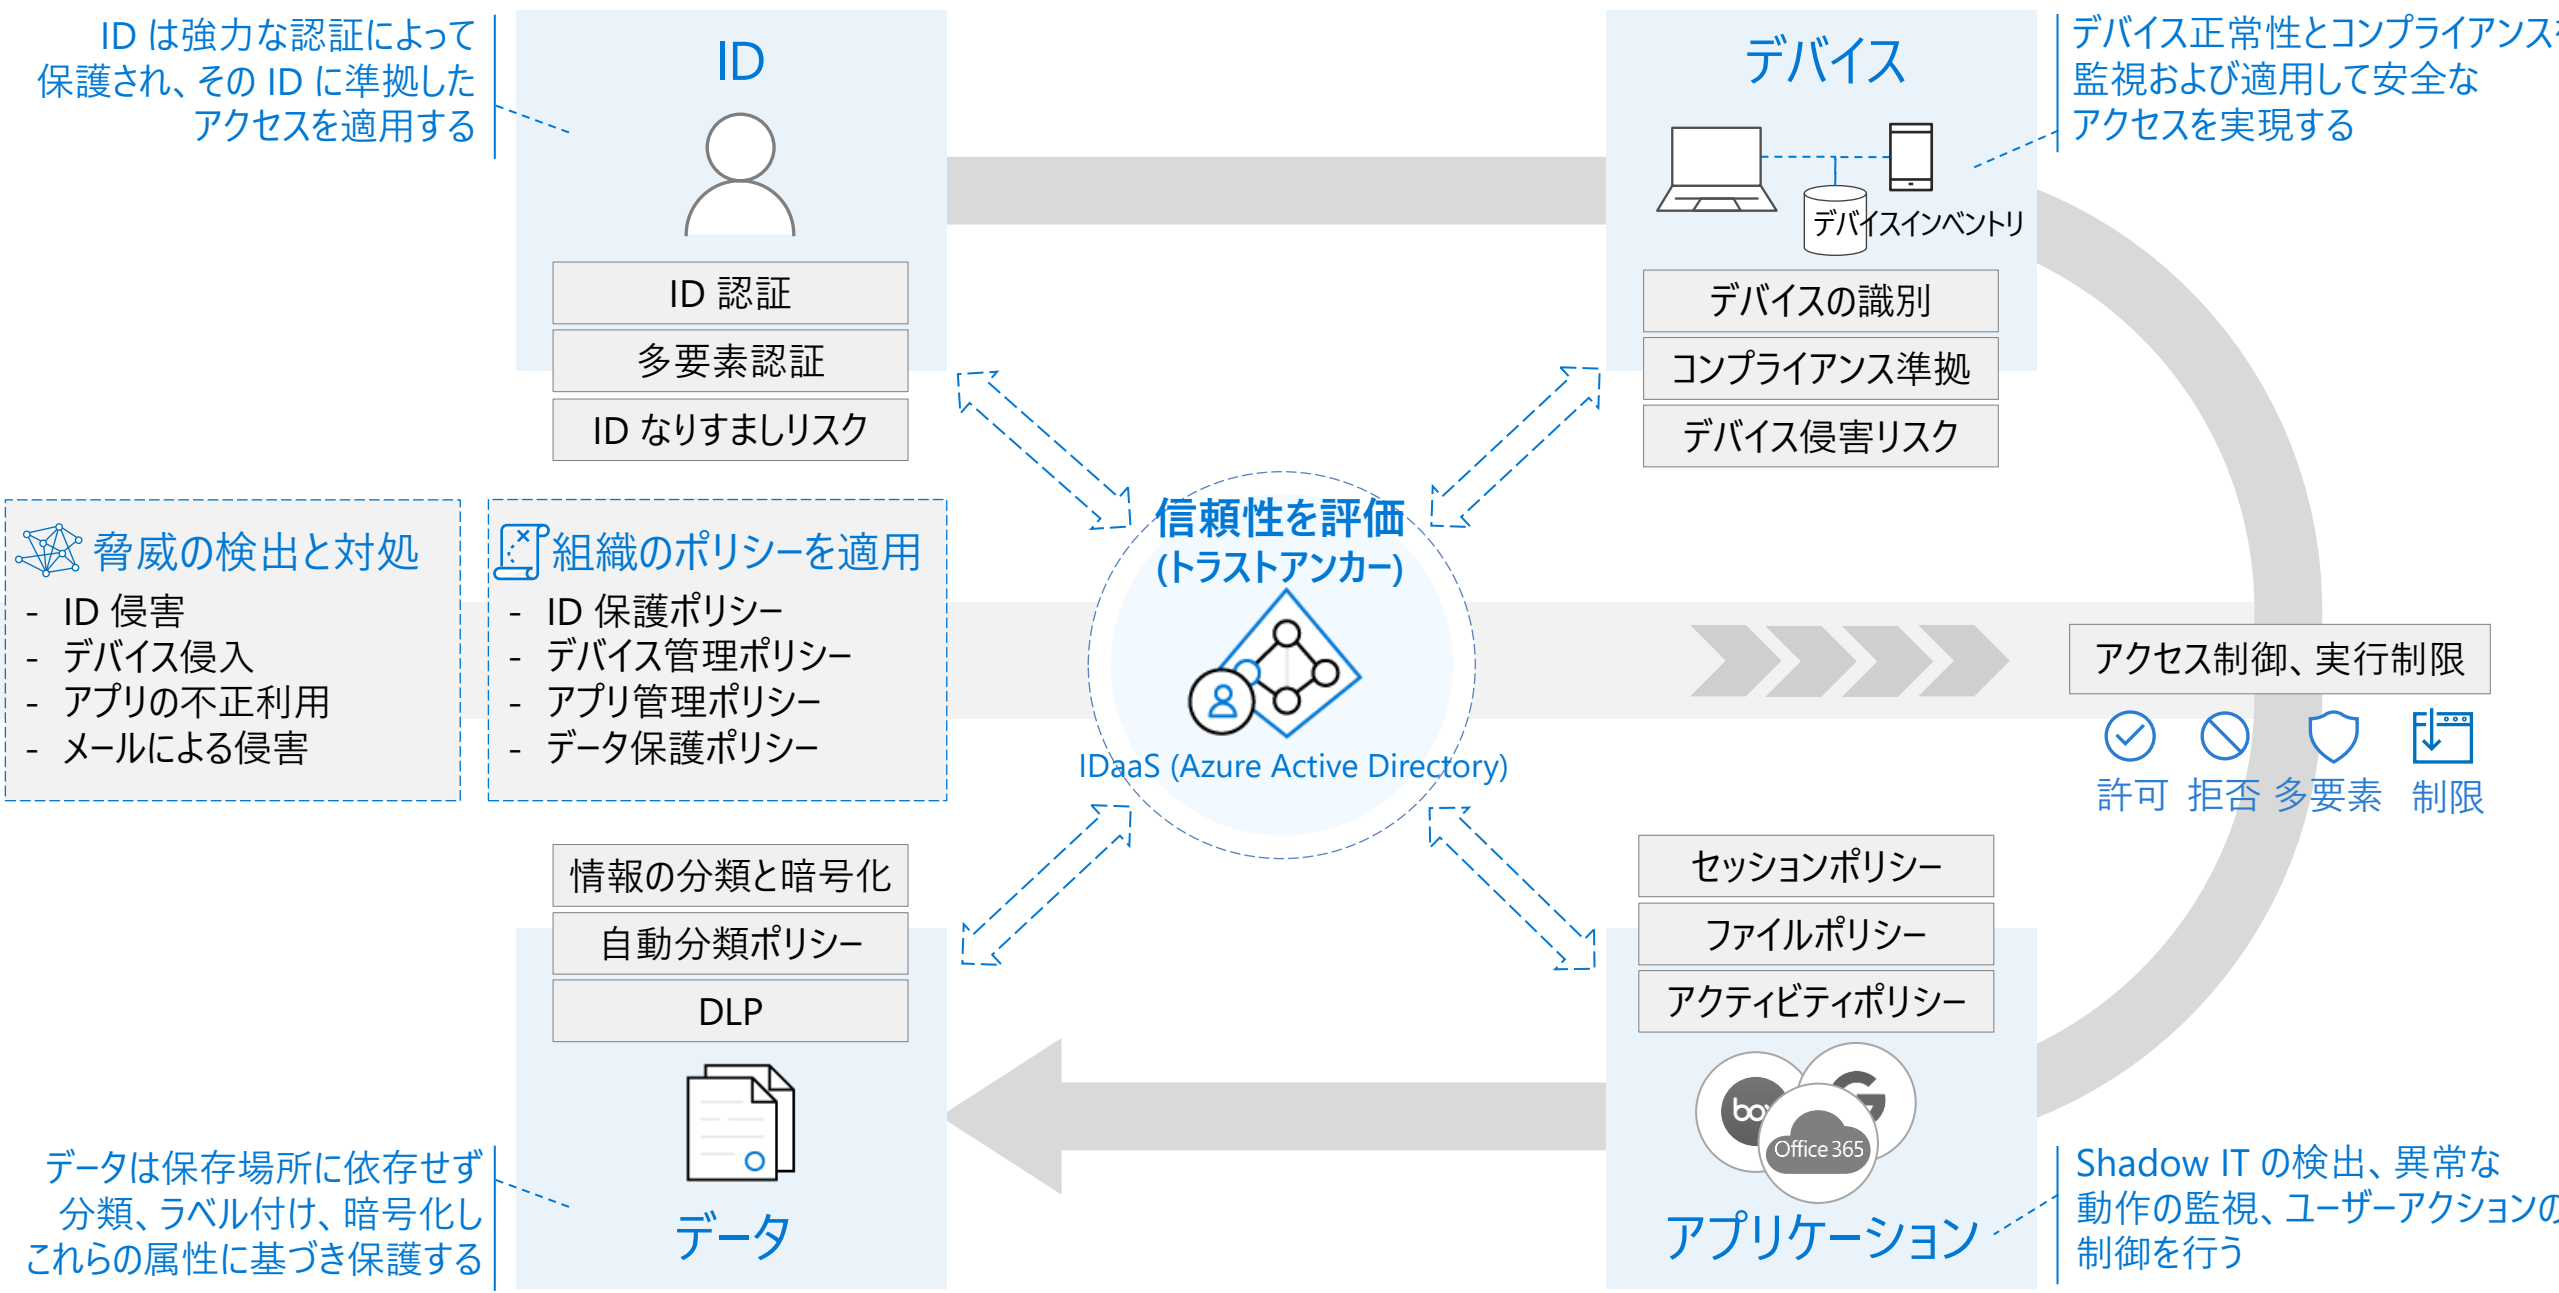 ID は強力な認証によって
保護され、その ID に準拠した
アクセスを適用する
ID
ID 認証
多要素認証
ID なりすましリスク
デバイス
デバイスインベントリ
デバイスの識別
コンプライアンス準拠
デバイス侵害リスク
デバイス正常性とコンプライアンスを
監視および適用して安全な
アクセスを実現する
脅威の検出と対処
- ID 侵害
- デバイス侵入
- アプリの不正利用
- メールによる侵害
組織のポリシーを適用
- ID 保護ポリシー
- デバイス管理ポリシー
- アプリ管理ポリシー
- データ保護ポリシー
信頼性を評価
(トラストアンカー)
IDaaS (Azure Active Directory)
アクセス制御、実行制限
許可 拒否 多要素 制限
情報の分類と暗号化
自動分類ポリシー
DLP
データ
データは保存場所に依存せず
分類、ラベル付け、暗号化し
これらの属性に基づき保護する
セッションポリシー
ファイルポリシー
アクティビティポリシー
box
G
Office 365
アプリケーション
Shadow IT の検出、異常な
動作の監視、ユーザーアクションの
制御を行う